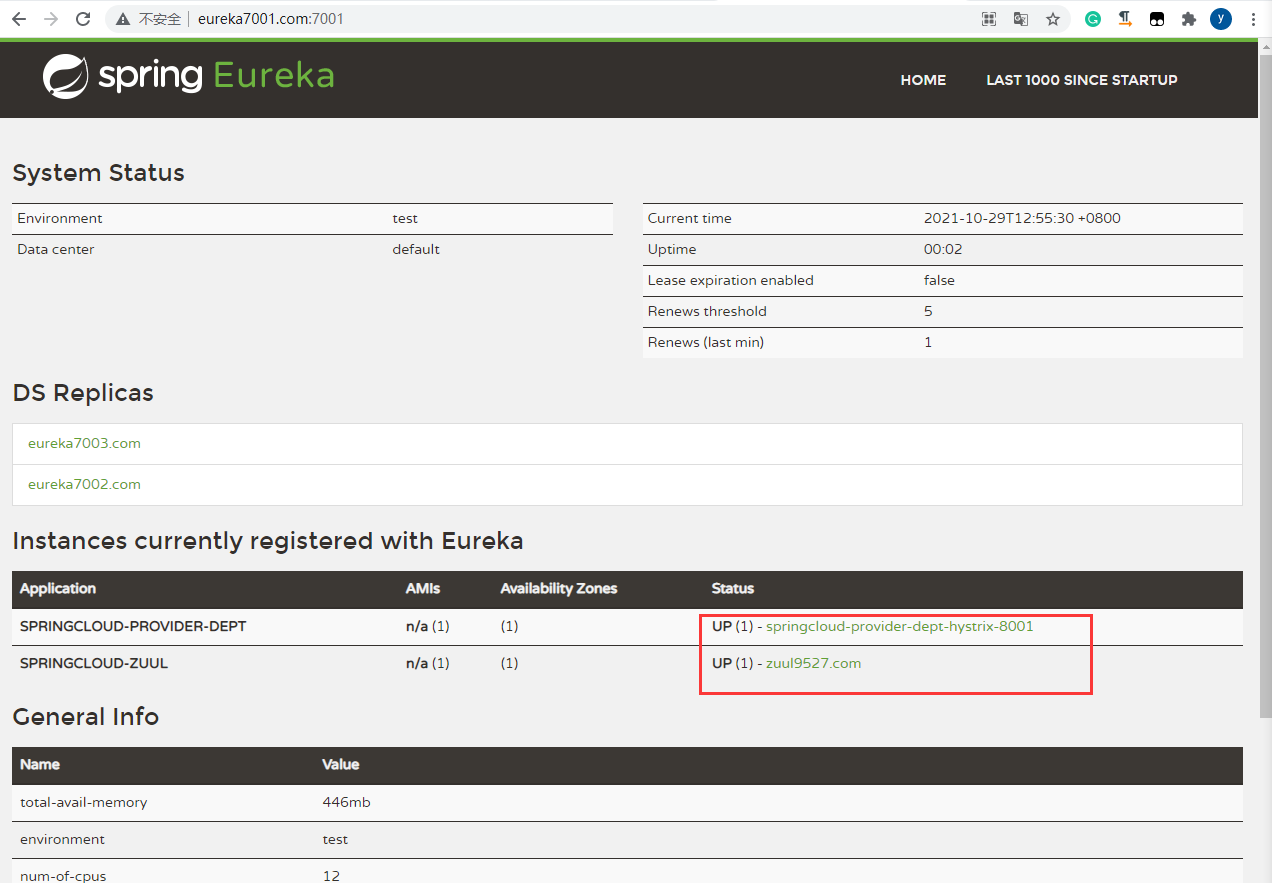 不安全 eureka7001.com:7001
y
spring Eureka
HOME LAST 1000 SINCE STARTUP
System Status
Environment test
Data center default
Current time 2021-10-29T12:55:30 +0800
Uptime 00:02
Lease expiration enabled false
Renews threshold 5
Renews (last min) 1
DS Replicas
eureka7003.com
eureka7002.com
Instances currently registered with Eureka
Application AMIs Availability Zones Status
SPRINGCLOUD-PROVIDER-DEPT n/a (1) (1) UP (1) - springcloud-provider-dept-hystrix-8001
SPRINGCLOUD-ZUUL n/a (1) (1) UP (1) - zuul9527.com
General Info
Name Value
total-avail-memory 446mb
environment test
num-of-cpus 12